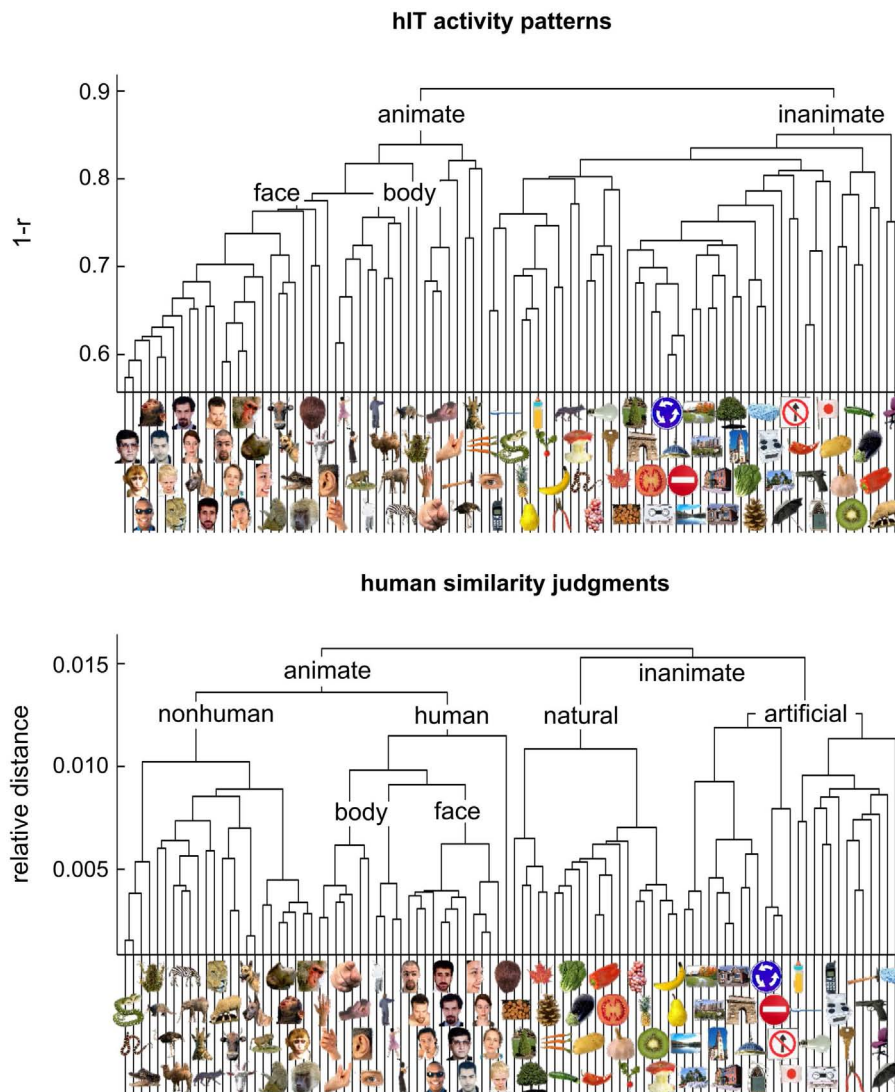 hIT activity patterns
0.9
animate
inanimate
0.8
face
body
1-r
0.7
0.6
human similarity judgments
0.015
animate
inanimate
nonhuman
human
natural
artificial
relative distance
0.010
body
face
0.005